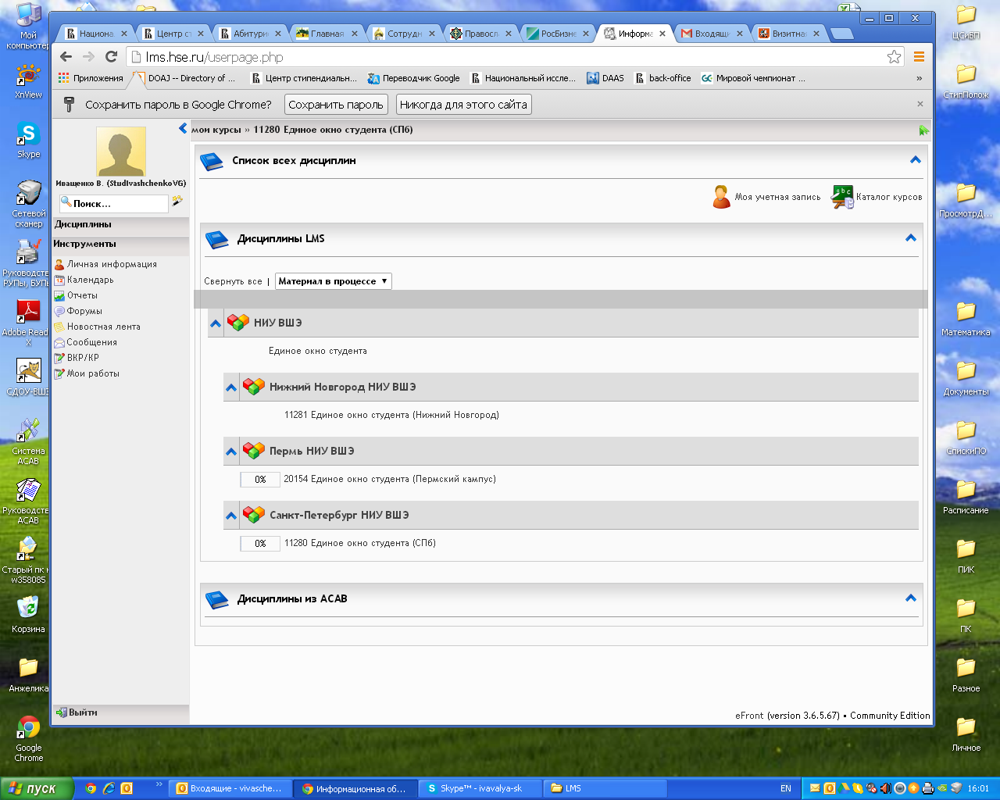 Национа.
Центр ст
Абитури
Главная
Сотрудн
Правосл
РосБизне
Информа
Входящи
Визитна
lms.hse.ru/userpage.php
Приложения
DOAJ -- Directory of ...
Центр стипендиальн...
Переводчик Google
Национальный иссле...
DAAS
back-office
Мировой чемпионат ...
»
Сохранить пароль в Google Chrome?
Сохранить пароль
Никогда для этого сайта
мои курсы » 11280 Единое окно студента (СПб)
Иващенко В. (StudIvashchenkoVG)
Поиск...
Дисциплины
Инструменты
Личная информация
Календарь
Отчеты
Форумы
Новостная лента
Сообщения
ВКР/КР
Мои работы
Выйти
Список всех дисциплин
Моя учетная запись
Каталог курсов
Дисциплины LMS
Свернуть все |
Материал в процессе
НИУ ВШЭ
Единое окно студента
Нижний Новгород НИУ ВШЭ
11281 Единое окно студента (Нижний Новгород)
Пермь НИУ ВШЭ
0% 20154 Единое окно студента (Пермский кампус)
Санкт-Петербург НИУ ВШЭ
0% 11280 Единое окно студента (СПб)
Дисциплины из АСАВ
eFront (version 3.6.5.67) • Community Edition
Мой
компьютер
XnView
Skype
Сетевой
сканер
Руководств
РУПы, БУПы
Adobe Read
X
СДОУ-ВШЭ
Система
АСАВ
Руководств
АСАВ
Старый пк н
w358085
Корзина
Анжелика
Google
Chrome
ЦСиБП
СтипПолож
ПросмотрД...
Математика
Документы
СпискиПО
Расписание
ПИК
ПК
Разное
Личное
пуск
»
Входящие - vivasche...
Информационная об...
Skype™ - ivavalya-sk
LMS
EN
16:01